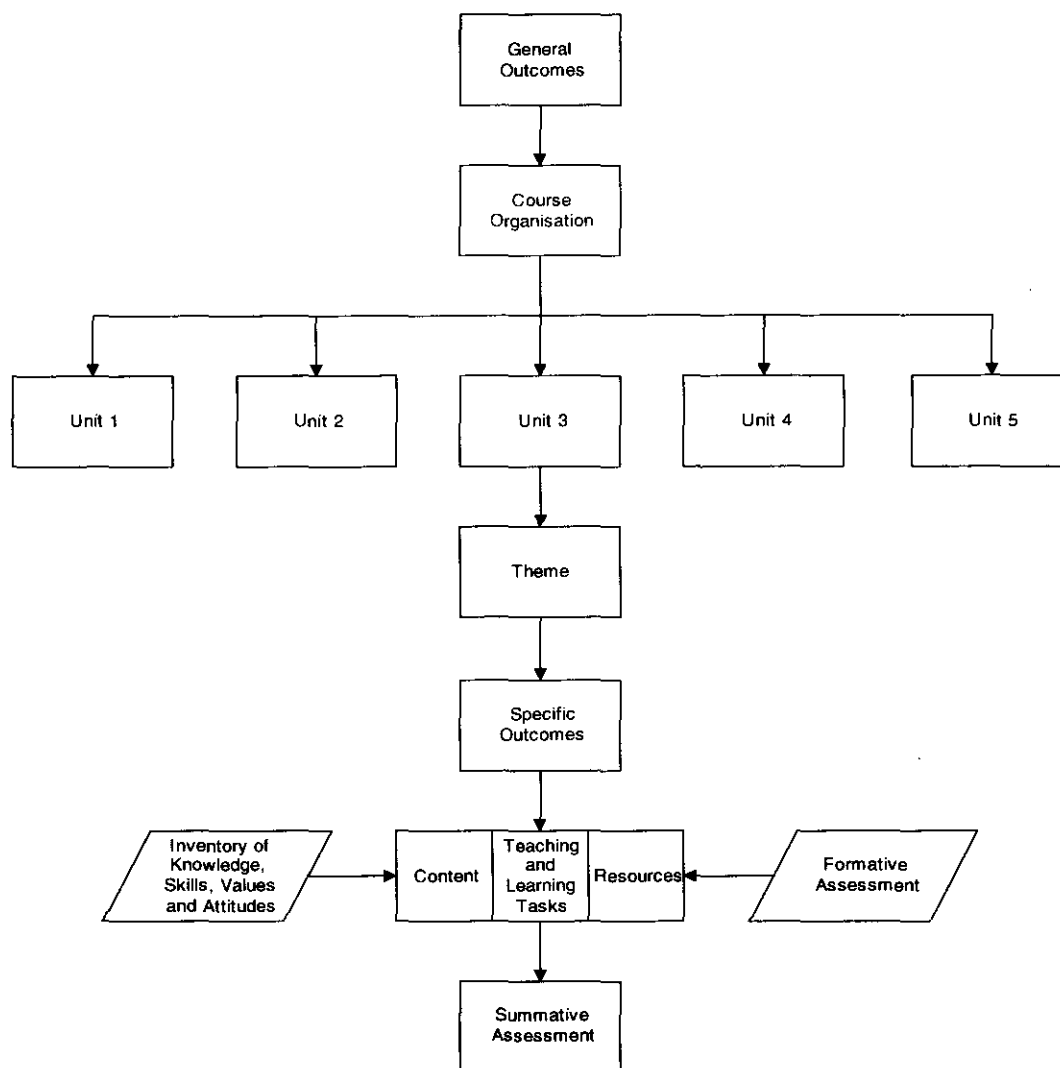 General
Outcomes
Course
Organisation
Unit 1
Unit 2
Unit 3
Unit 4
Unit 5
Theme
Specific
Outcomes
Inventory of
Knowledge,
Skills, Values
and Attitudes
Content
Teaching
and
Learning
Tasks
Resources
Formative
Assessment
Summative
Assessment